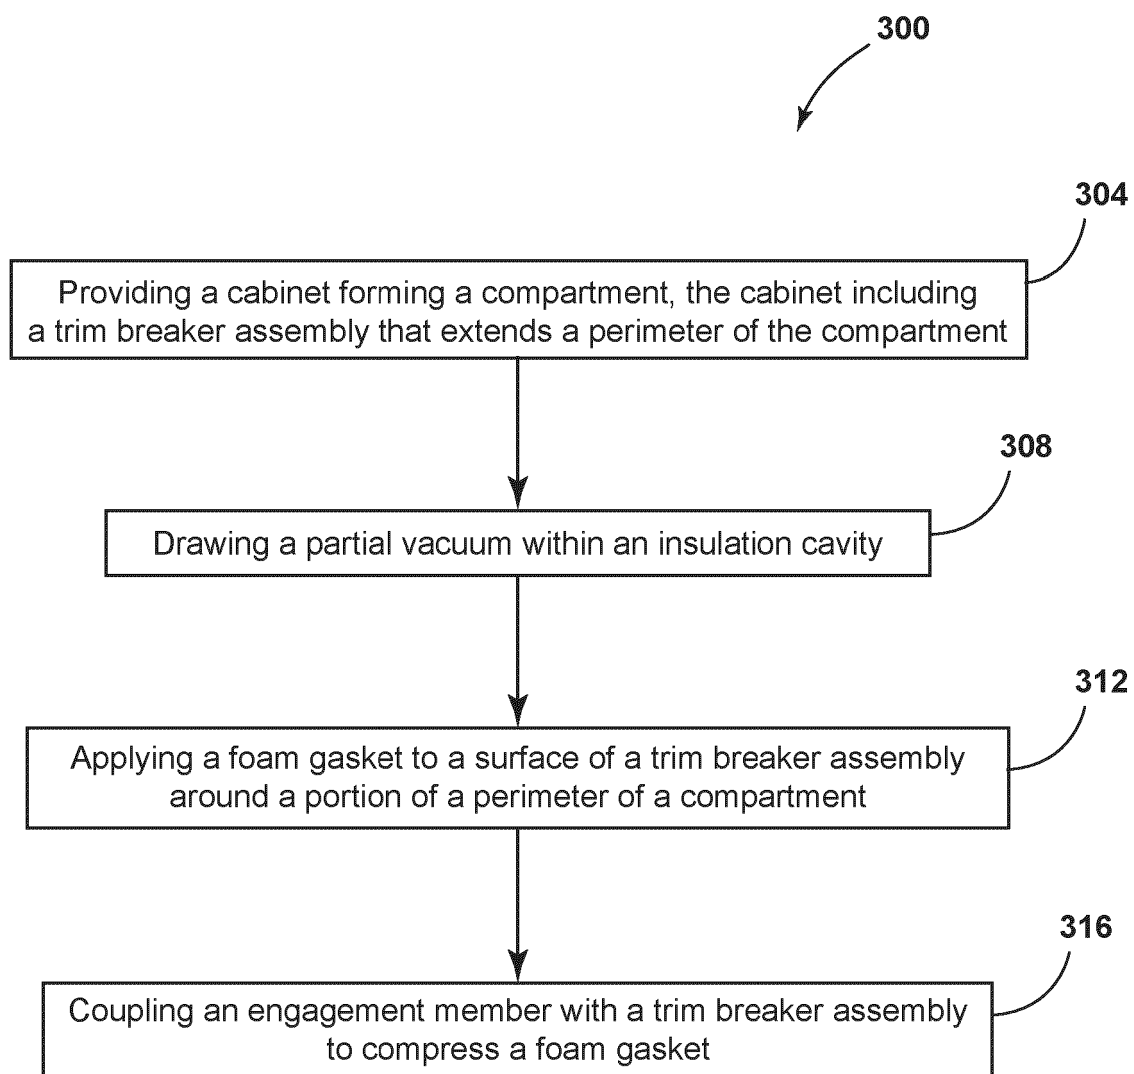 300
304
Providing a cabinet forming a compartment, the cabinet including
a trim breaker assembly that extends a perimeter of the compartment
308
Drawing a partial vacuum within an insulation cavity
312
Applying a foam gasket to a surface of a trim breaker assembly
around a portion of a perimeter of a compartment
316
Coupling an engagement member with a trim breaker assembly
to compress a foam gasket